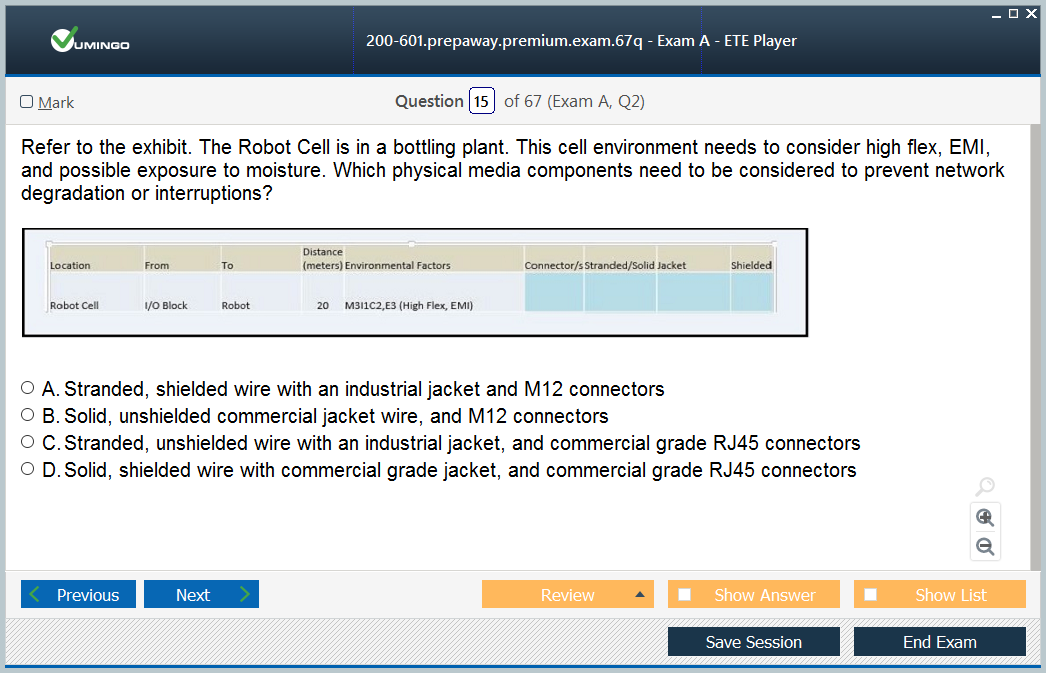 VUMINGO
200-601.prepaway.premium.exam.67q - Exam A - ETE Player
Mark
Question 15 of 67 (Exam A, Q2)
Refer to the exhibit. The Robot Cell is in a bottling plant. This cell environment needs to consider high flex, EMI,
and possible exposure to moisture. Which physical media components need to be considered to prevent network
degradation or interruptions?
Distance
Location From To (meters) Environmental Factors Connector/s Stranded/Solid Jacket Shielded
Robot Cell I/O Block Robot 20 M3I1C2,E3 (High Flex, EMI)
A. Stranded, shielded wire with an industrial jacket and M12 connectors
B. Solid, unshielded commercial jacket wire, and M12 connectors
C. Stranded, unshielded wire with an industrial jacket, and commercial grade RJ45 connectors
D. Solid, shielded wire with commercial grade jacket, and commercial grade RJ45 connectors
Previous Next Review Show Answer Show List
Save Session End Exam